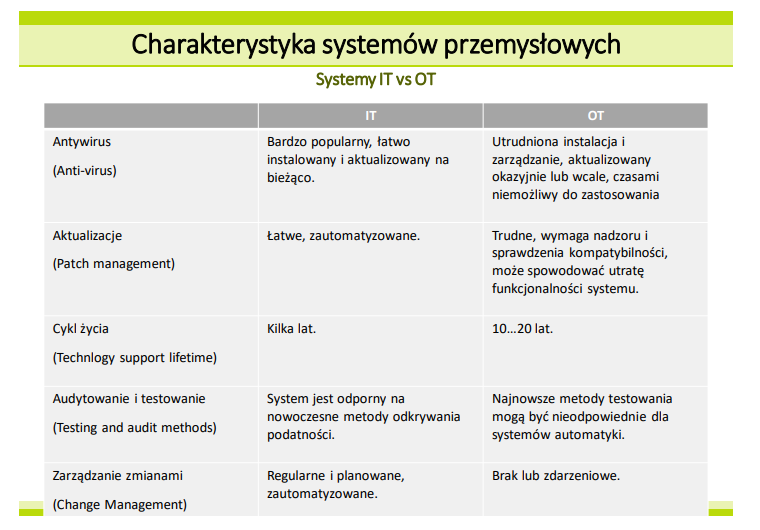 Charakterystyka systemów przemysłowych
Systemy IT vs OT
IT
OT
Antywirus
(Anti-virus)
Bardzo popularny, łatwo
instalowany i aktualizowany na
bieżąco.
Utrudniona instalacja i
zarządzanie, aktualizowany
okazyjnie lub wcale, czasami
niemożliwy do zastosowania
Aktualizacje
(Patch management)
Łatwe, zautomatyzowane.
Trudne, wymaga nadzoru i
sprawdzenia kompatybilności,
może spowodować utratę
funkcjonalności systemu.
Cykl życia
(Technlogy support lifetime)
Kilka lat.
10…20 lat.
Audytowanie i testowanie
(Testing and audit methods)
System jest odporny na
nowoczesne metody odkrywania
podatności.
Najnowsze metody testowania
mogą być nieodpowiednie dla
systemów automatyki.
Zarządzanie zmianami
(Change Management)
Regularne i planowane,
zautomatyzowane.
Brak lub zdarzeniowe.